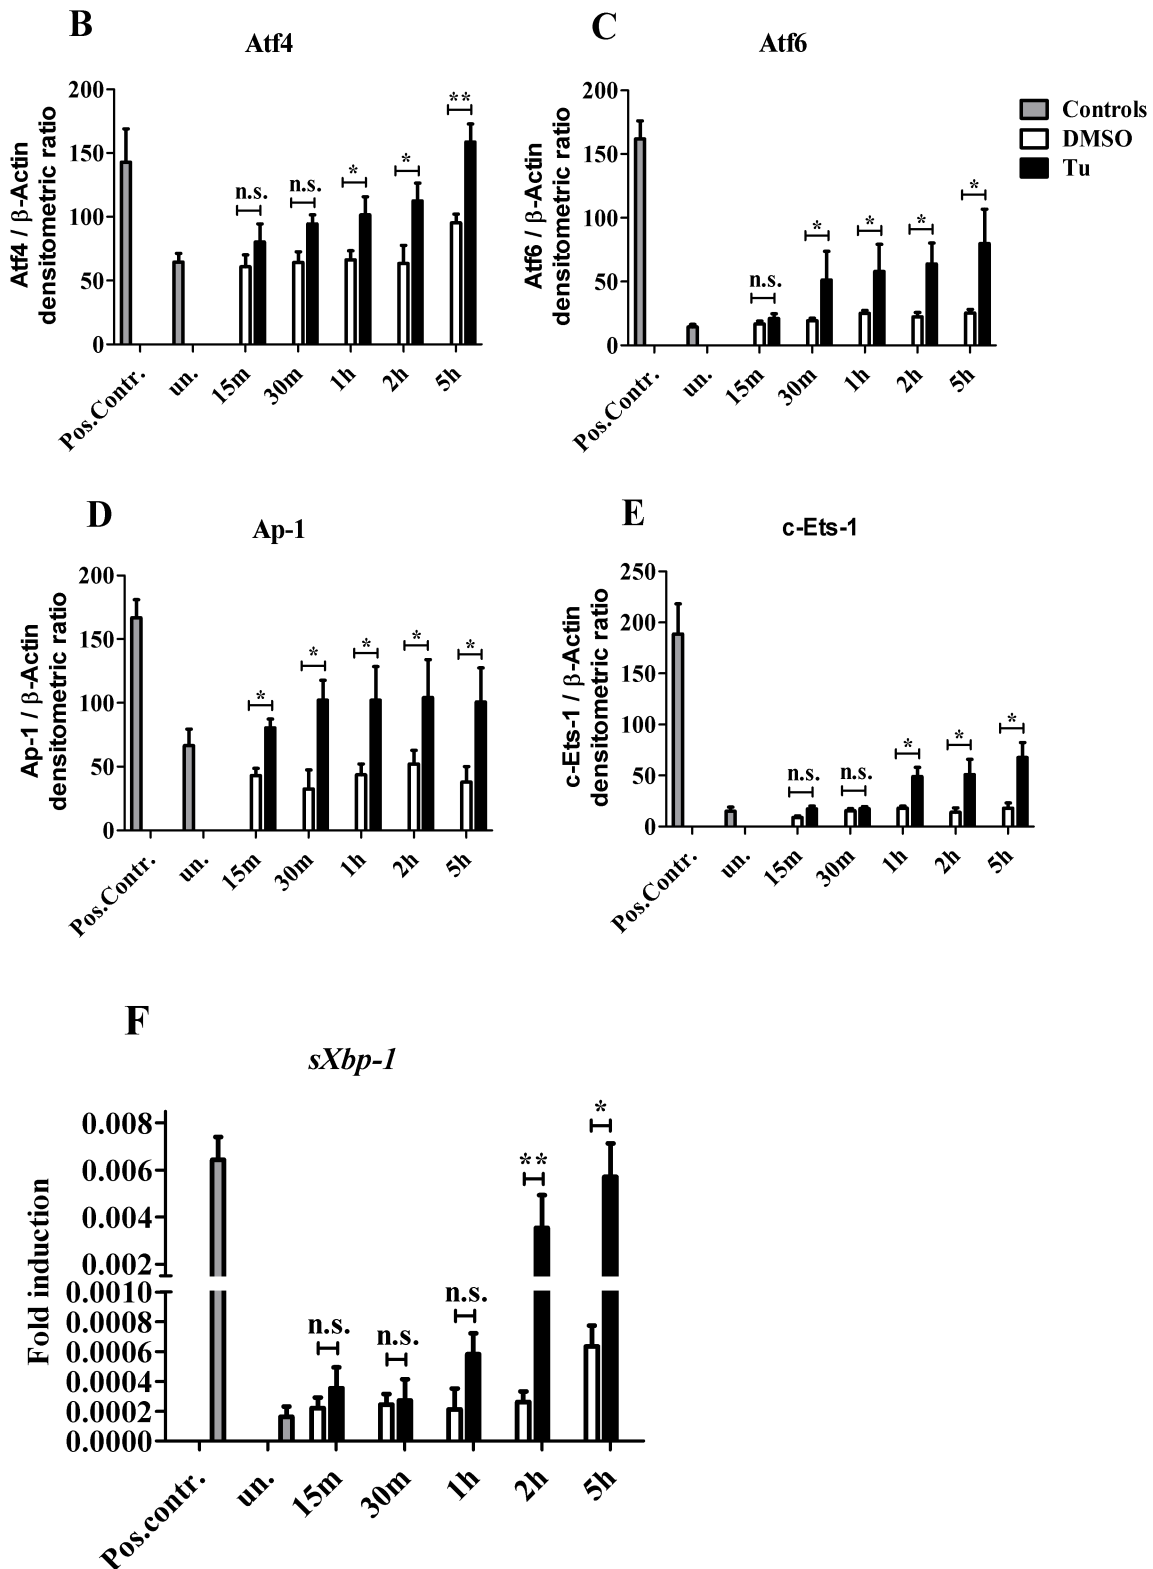 B
Atf4
Atf4 / β-Actin
densitometric ratio
200
150
100
50
0
n.s.
n.s.
*
*
**
Pos.Contr.
un.
15m
30m
1h
2h
5h
C
Atf6
Atf6 / β-Actin
densitometric ratio
200
150
100
50
0
n.s.
*
*
*
*
Pos.Contr.
un.
15m
30m
1h
2h
5h
Controls
DMSO
Tu
D
Ap-1
Ap-1 / β-Actin
densitometric ratio
200
150
100
50
0
*
*
*
*
*
Pos.Contr.
un.
15m
30m
1h
2h
5h
E
c-Ets-1
c-Ets-1 / β-Actin
densitometric ratio
250
200
150
100
50
0
n.s.
n.s.
*
*
*
Pos.Contr.
un.
15m
30m
1h
2h
5h
F
sXbp-1
Fold induction
0.008
0.006
0.004
0.002
0.0010
0.0008
0.0006
0.0004
0.0002
0.0000
n.s.
n.s.
n.s.
**
*
Pos.contr.
un.
15m
30m
1h
2h
5h